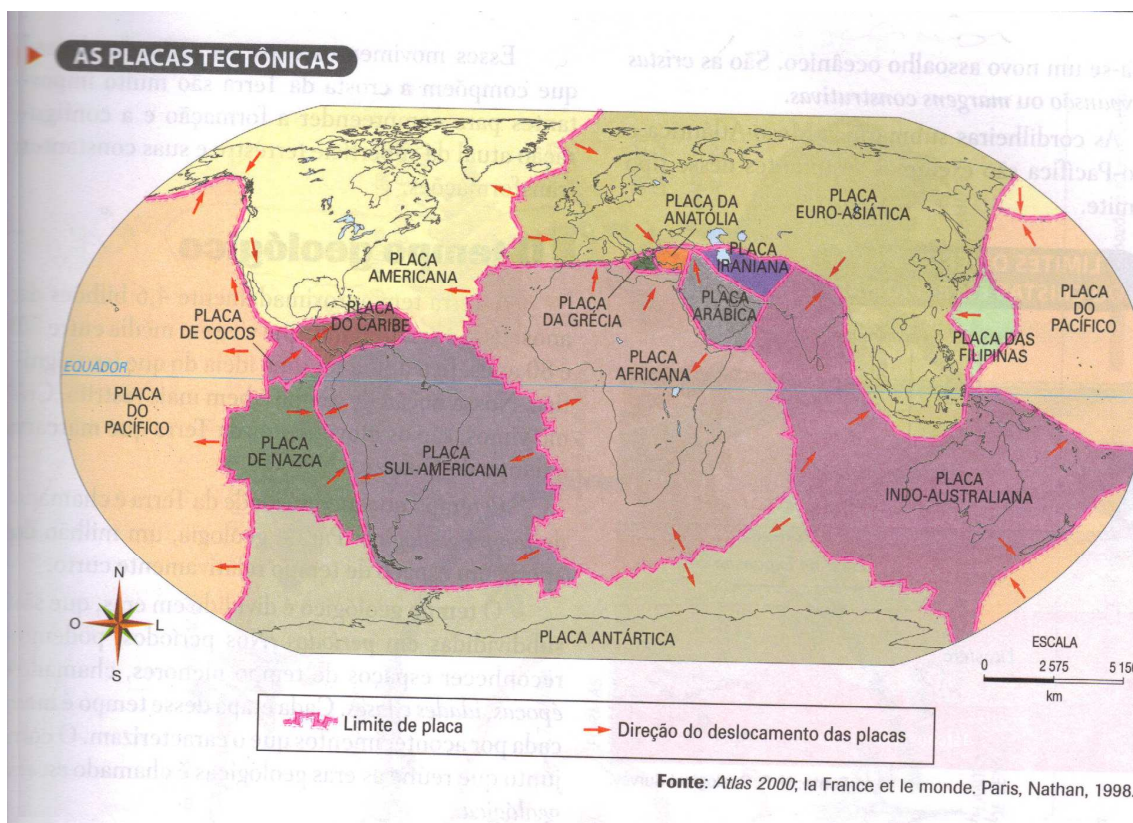 AS PLACAS TECTÔNICAS
PLACA DA
ANATÓLIA
PLACA
EURO-ASIÁTICA
PLACA
AMERICANA
PLACA
IRANIANA
PLACA
DE COCOS
PLACA
DO CARIBE
PLACA
DA GRÉCIA
PLACA
ARÁBICA
PLACA
DO
PACÍFICO
PLACA DAS
FILIPINAS
EQUADOR
PLACA
AFRICANA
PLACA
DO
PACÍFICO
PLACA
DE NAZCA
PLACA
SUL-AMERICANA
PLACA
INDO-AUSTRALIANA
N
O
L
S
PLACA ANTÁRTICA
ESCALA
0 2 575 5 150
km
Limite de placa
Direção do deslocamento das placas
Fonte: Atlas 2000; la France et le monde. Paris, Nathan, 1998.